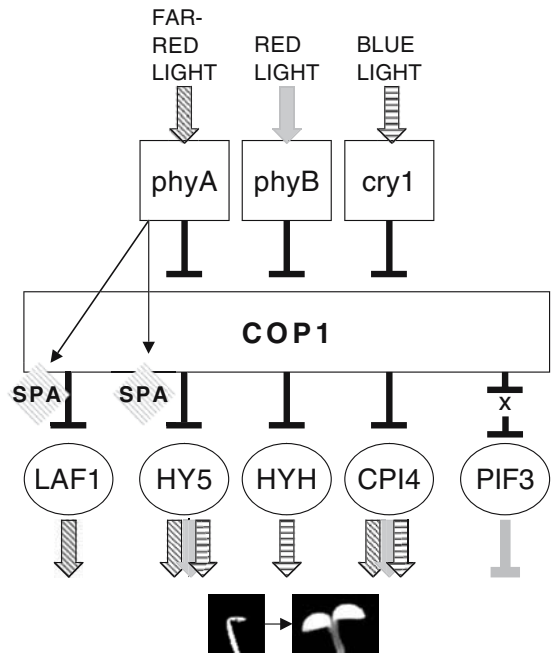 FAR-
RED
LIGHT
RED
LIGHT
BLUE
LIGHT
phyA
phyB
cry1
COP1
SPA
SPA
X
LAF1
HY5
HYH
CPI4
PIF3